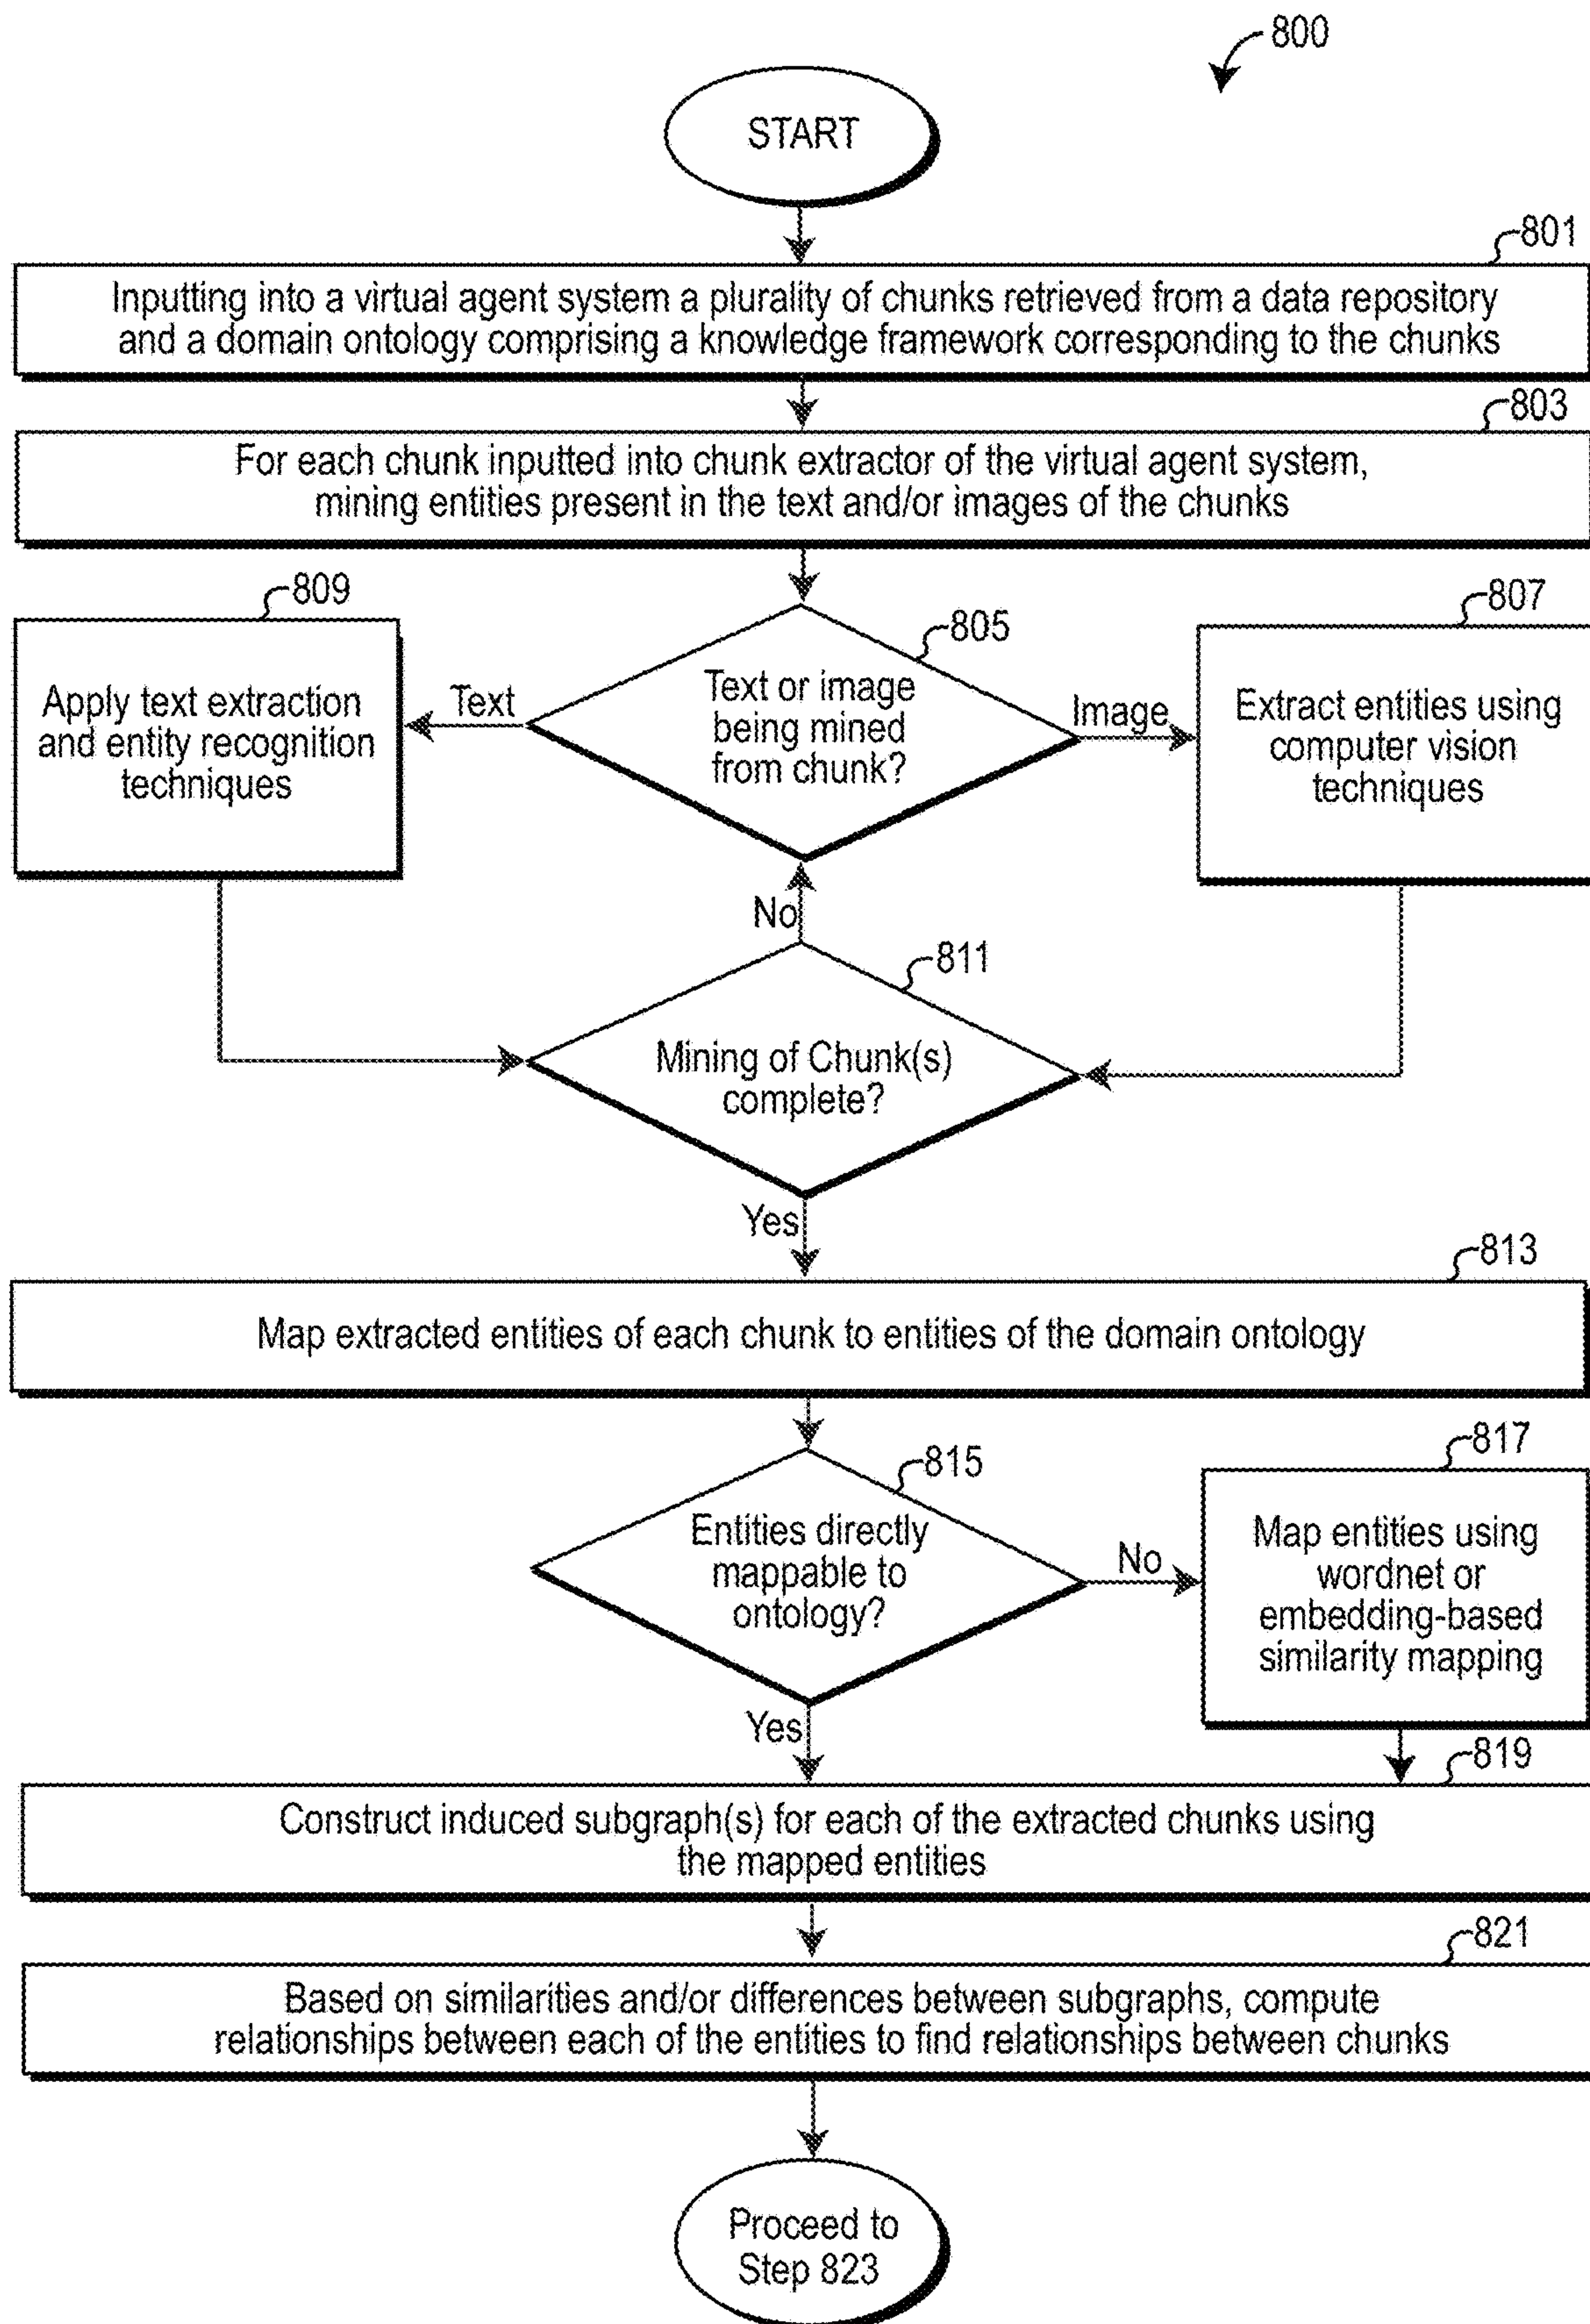 800
START
801
Inputting into a virtual agent system a plurality of chunks retrieved from a data repository
and a domain ontology comprising a knowledge framework corresponding to the chunks
803
For each chunk inputted into chunk extractor of the virtual agent system,
mining entities present in the text and/or images of the chunks
809
Apply text extraction
and entity recognition
techniques
Text
805
Text or image
being mined
from chunk?
Image
807
Extract entities using
computer vision
techniques
No
811
Mining of Chunk(s)
complete?
Yes
813
Map extracted entities of each chunk to entities of the domain ontology
815
Entities directly
mappable to
ontology?
No
817
Map entities using
wordnet or
embedding-based
similarity mapping
Yes
819
Construct induced subgraph(s) for each of the extracted chunks using
the mapped entities
821
Based on similarities and/or differences between subgraphs, compute
relationships between each of the entities to find relationships between chunks
Proceed to
Step 823